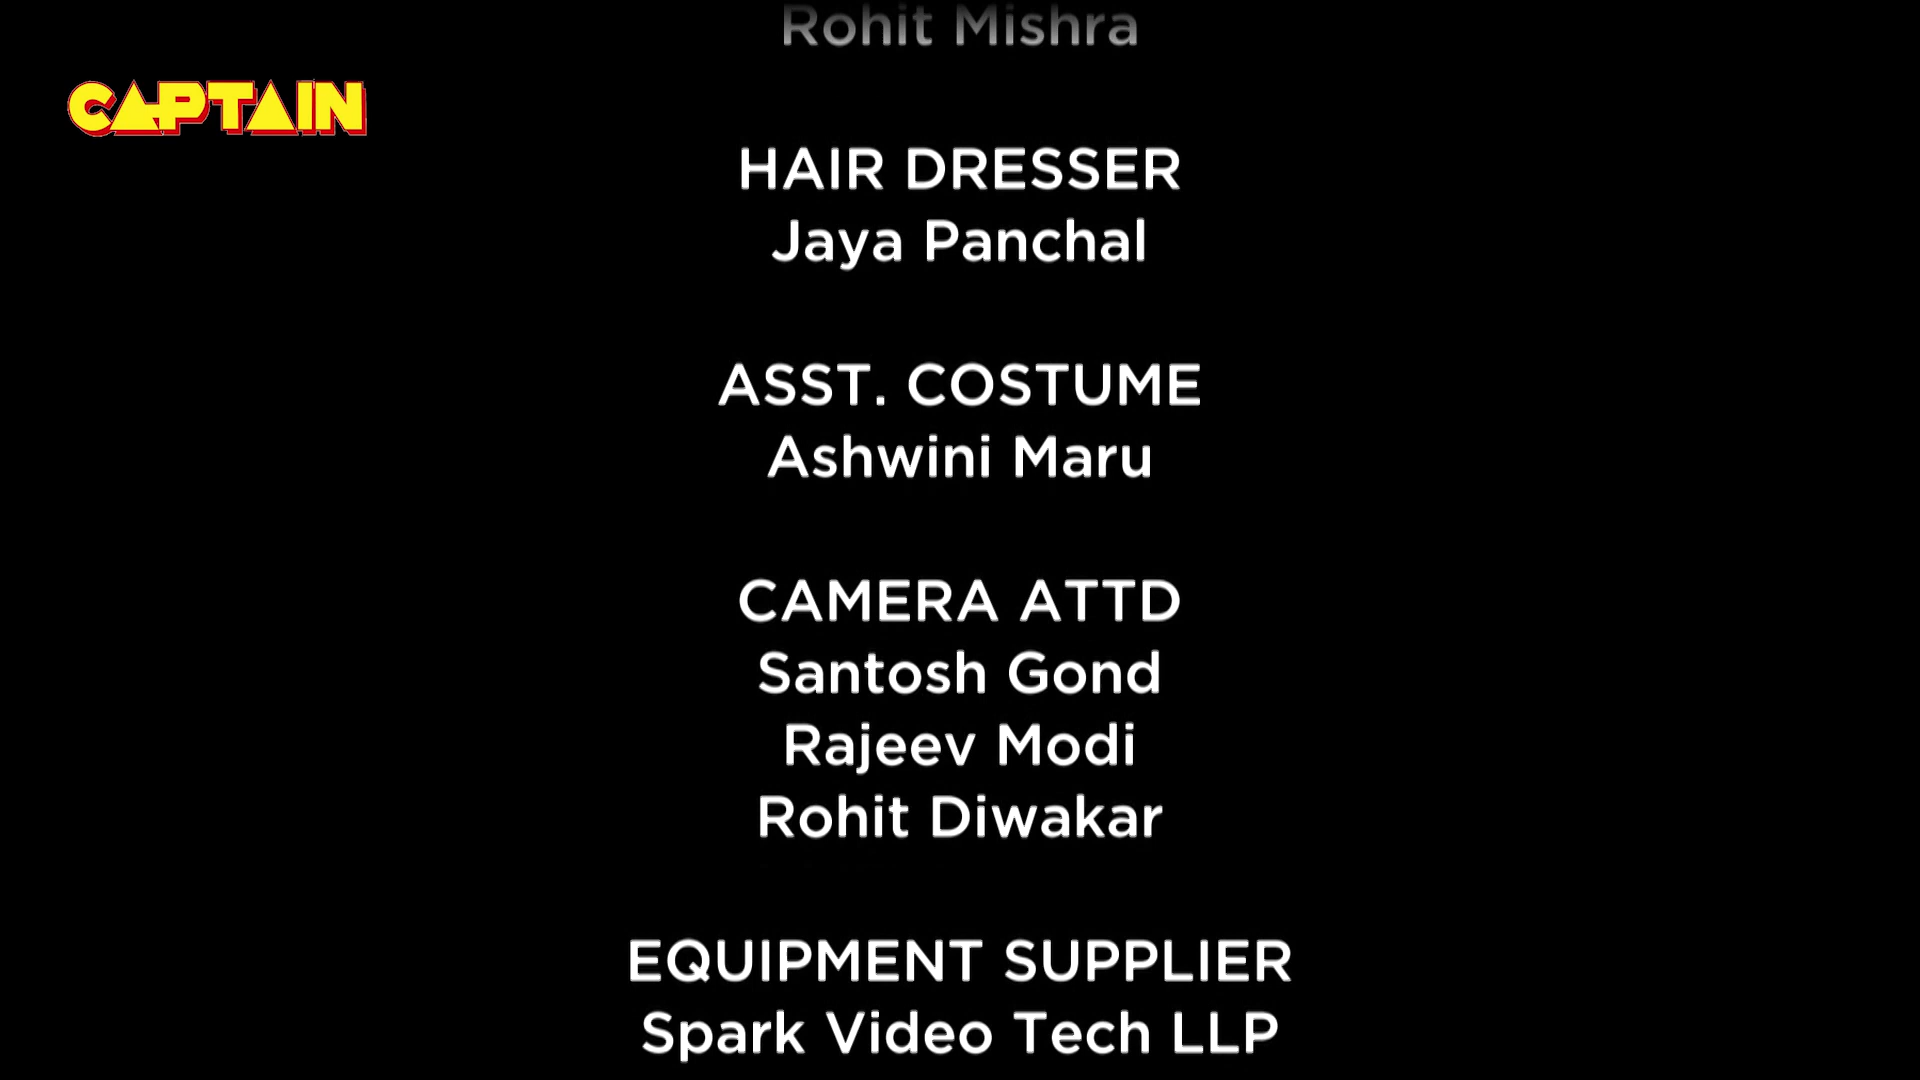 Rohit Mishra
CAPTAIN
HAIR DRESSER
Jaya Panchal
ASST. COSTUME
Ashwini Maru
CAMERA ATTD
Santosh Gond
Rajeev Modi
Rohit Diwakar
EQUIPMENT SUPPLIER
Spark Video Tech LLP